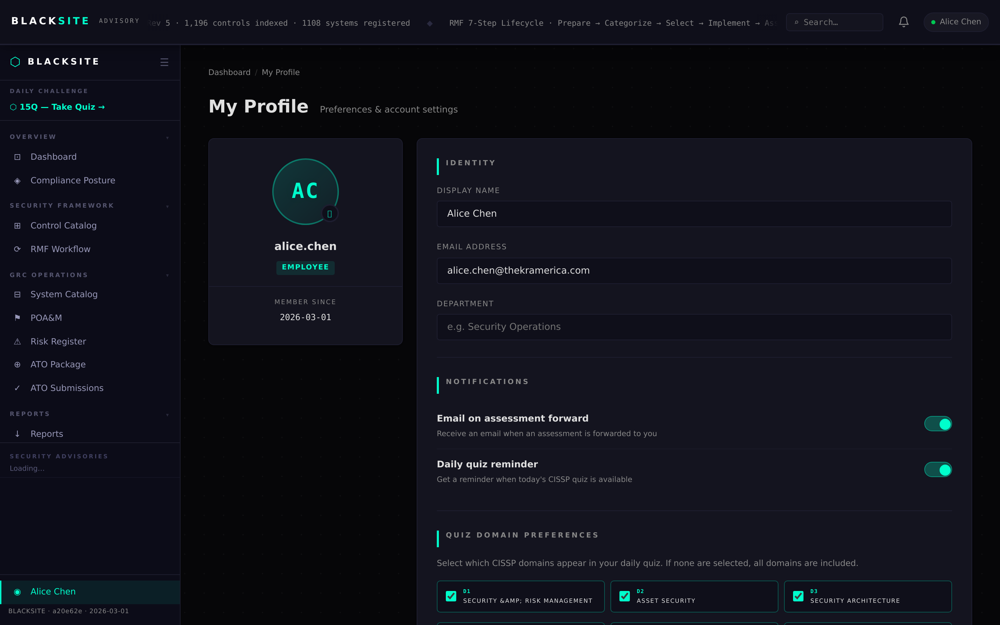 BLACKSITE ADVISORY Rev 5 · 1,196 controls indexed · 1108 systems registered ◆ RMF 7-Step Lifecycle · Prepare → Categorize → Select → Implement → Ass Search… Alice Chen
BLACKSITE
DAILY CHALLENGE
15Q — Take Quiz →
OVERVIEW
Dashboard
Compliance Posture
SECURITY FRAMEWORK
Control Catalog
RMF Workflow
GRC OPERATIONS
System Catalog
POA&M
Risk Register
ATO Package
ATO Submissions
REPORTS
Reports
SECURITY ADVISORIES
Loading…
Alice Chen
BLACKSITE · a20e62e · 2026-03-01
Dashboard / My Profile
My Profile Preferences & account settings
AC
alice.chen
EMPLOYEE
MEMBER SINCE
2026-03-01
IDENTITY
DISPLAY NAME
Alice Chen
EMAIL ADDRESS
alice.chen@thekramerica.com
DEPARTMENT
e.g. Security Operations
NOTIFICATIONS
Email on assessment forward
Receive an email when an assessment is forwarded to you
Daily quiz reminder
Get a reminder when today's CISSP quiz is available
QUIZ DOMAIN PREFERENCES
Select which CISSP domains appear in your daily quiz. If none are selected, all domains are included.
D1
SECURITY &AMP; RISK MANAGEMENT
D2
ASSET SECURITY
D3
SECURITY ARCHITECTURE